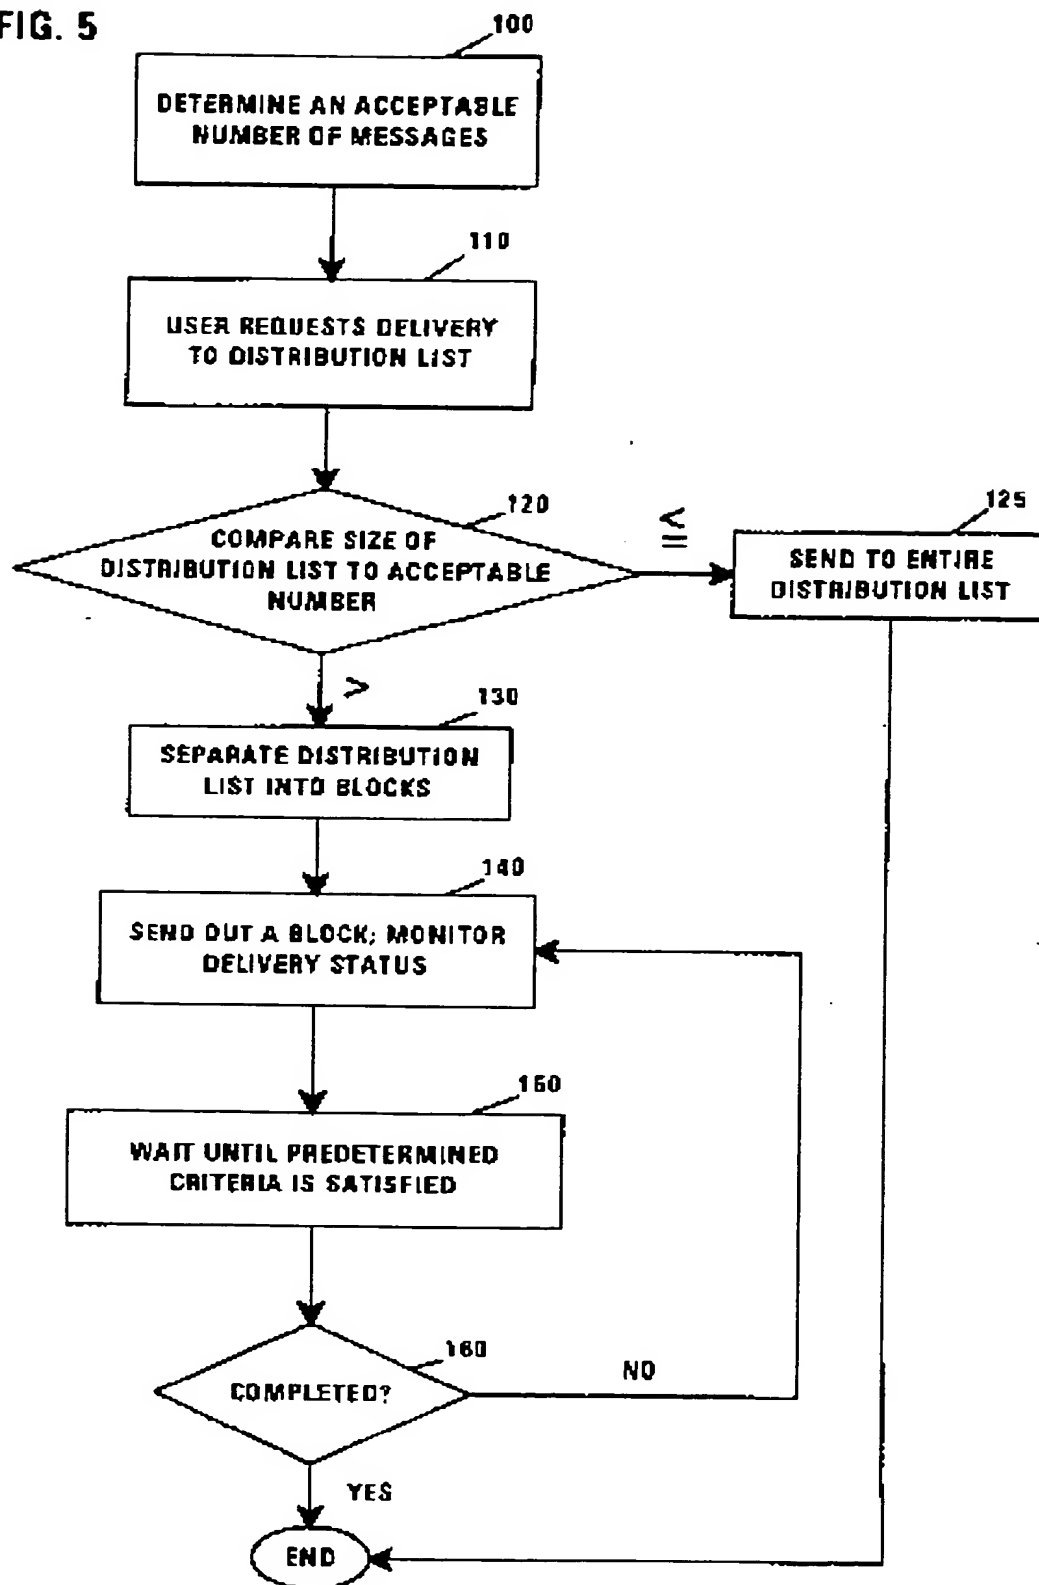 FIG. 5
100
DETERMINE AN ACCEPTABLE
NUMBER OF MESSAGES
110
USER REQUESTS DELIVERY
TO DISTRIBUTION LIST
120
COMPARE SIZE OF
DISTRIBUTION LIST TO ACCEPTABLE
NUMBER
≤
125
SEND TO ENTIRE
DISTRIBUTION LIST
>
130
SEPARATE DISTRIBUTION
LIST INTO BLOCKS
140
SEND OUT A BLOCK; MONITOR
DELIVERY STATUS
150
WAIT UNTIL PREDETERMINED
CRITERIA IS SATISFIED
160
COMPLETED?
NO
YES
END